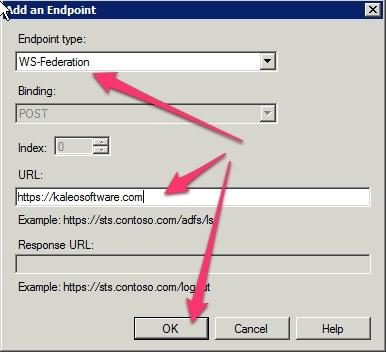 Add an Endpoint
Endpoint type:
WS-Federation
Binding:
POST
Index: 0
URL:
https://kaleosoftware.com
Example: https://sts.contoso.com/adfs/ls
Response URL:
Example: https://sts.contoso.com/logout
OK Cancel Help